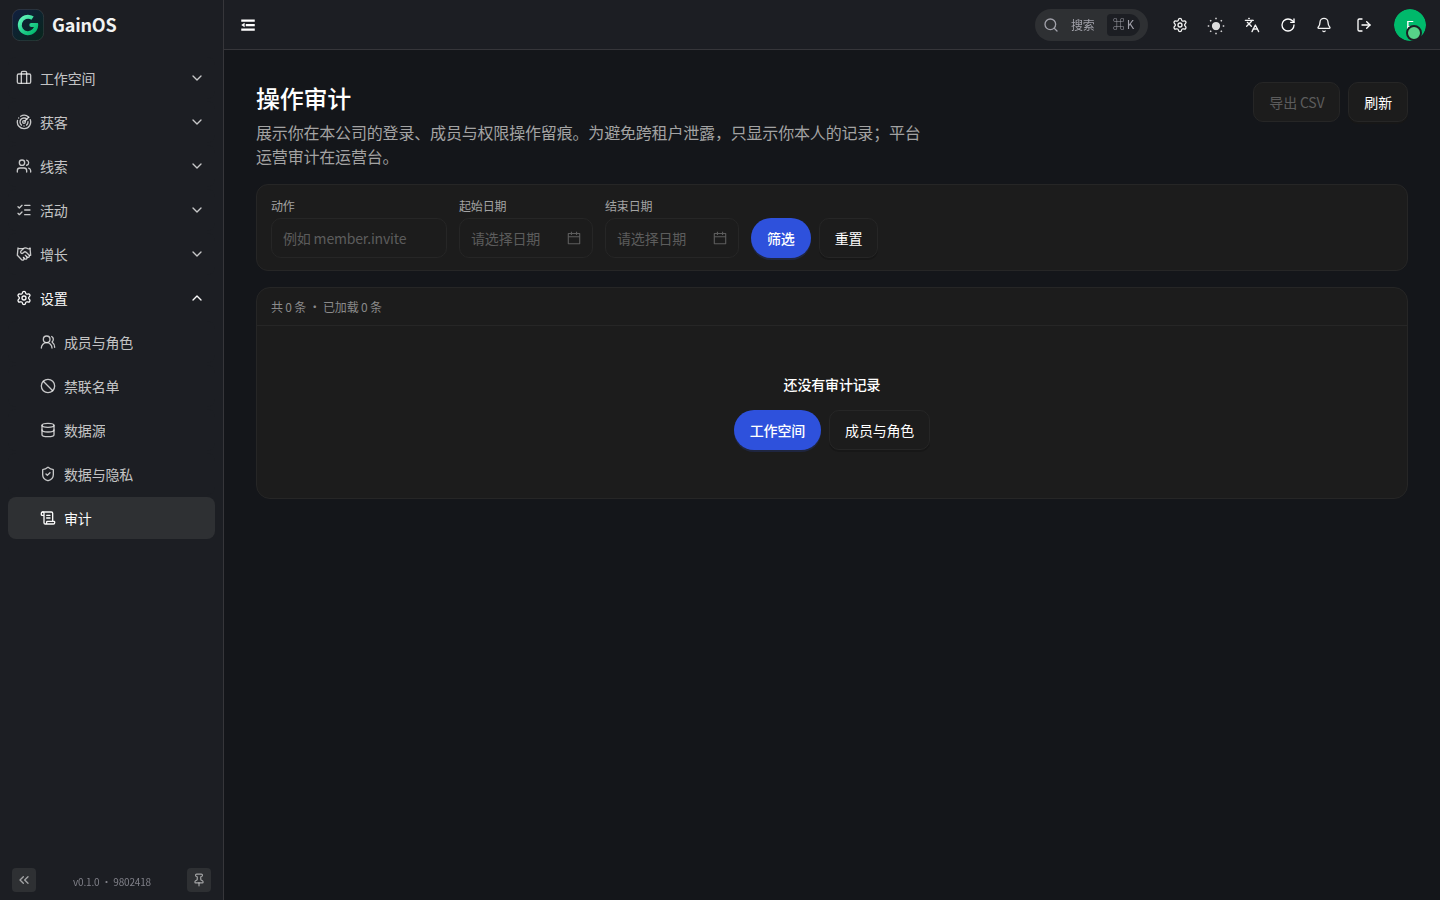 GainOS
搜索
⌘ K
工作空间
获客
线索
活动
增长
设置
成员与角色
禁联名单
数据源
数据与隐私
审计
v0.1.0 • 9802418
操作审计
展示你在本公司的登录、成员与权限操作留痕。为避免跨租户泄露，只显示你本人的记录；平台
运营审计在运营台。
导出 CSV
刷新
动作
起始日期
结束日期
例如 member.invite
请选择日期
请选择日期
筛选
重置
共 0 条 • 已加载 0 条
还没有审计记录
工作空间
成员与角色